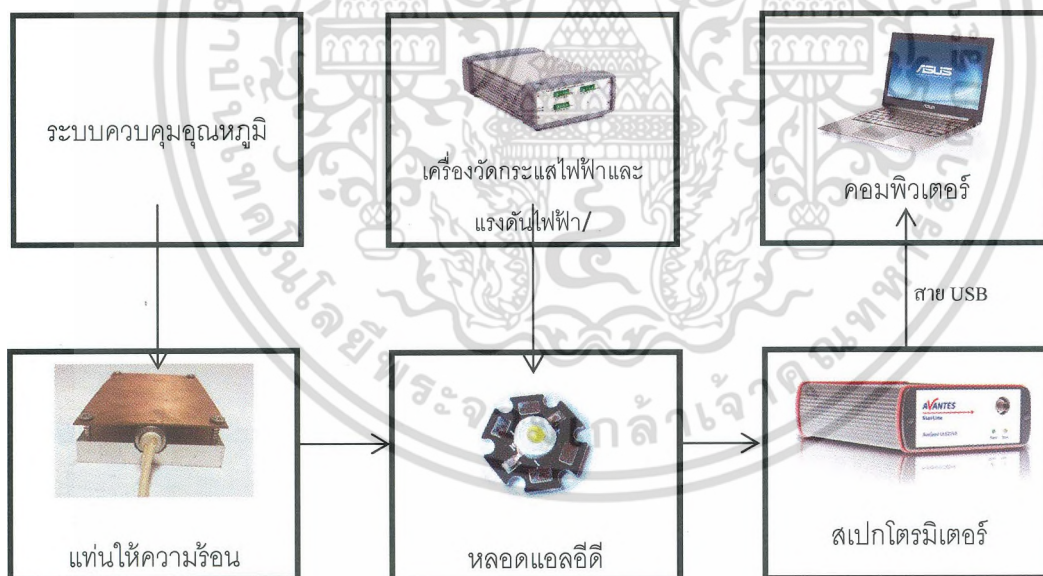 ระบบควบคุมอุณหภูมิ
เครื่องวัดกระแสไฟฟ้าและ
แรงดันไฟฟ้า/
ASUS
คอมพิวเตอร์
สาย USB
แท่นให้ความร้อน
หลอดแอลอีดี
AVANTES
StarLine
สเปกโตรมิเตอร์